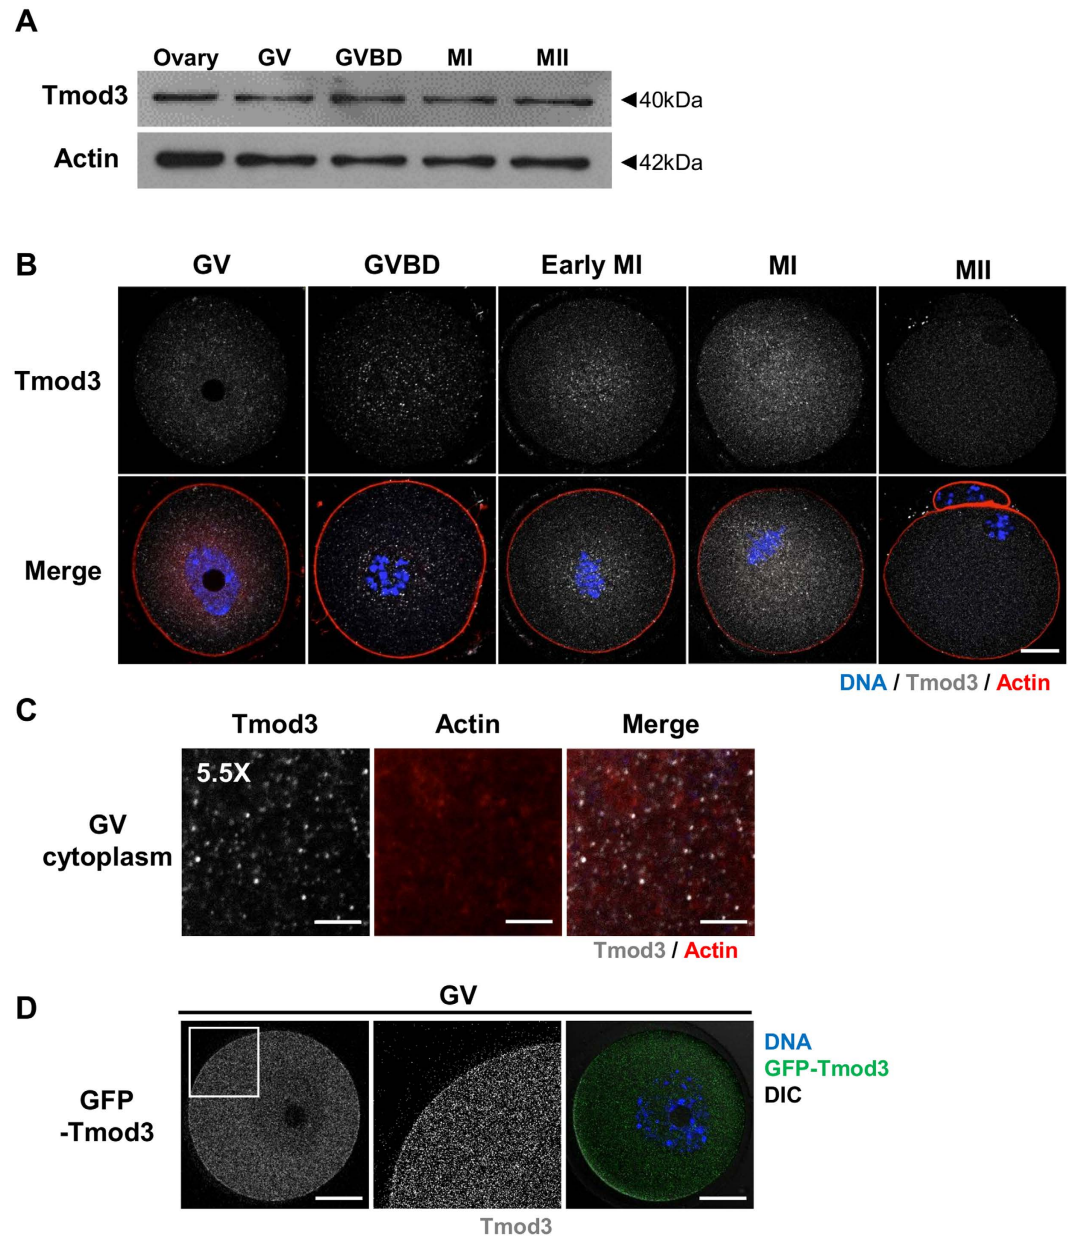 A
Ovary GV GVBD MI MII
Tmod3 ◄40kDa
Actin ◄42kDa
B
GV GVBD Early MI MI MII
Tmod3
Merge
DNA / Tmod3 / Actin
C
Tmod3 Actin Merge
5.5X
GV
cytoplasm
Tmod3 / Actin
D
GV
GFP
-Tmod3
DNA
GFP-Tmod3
DIC
Tmod3